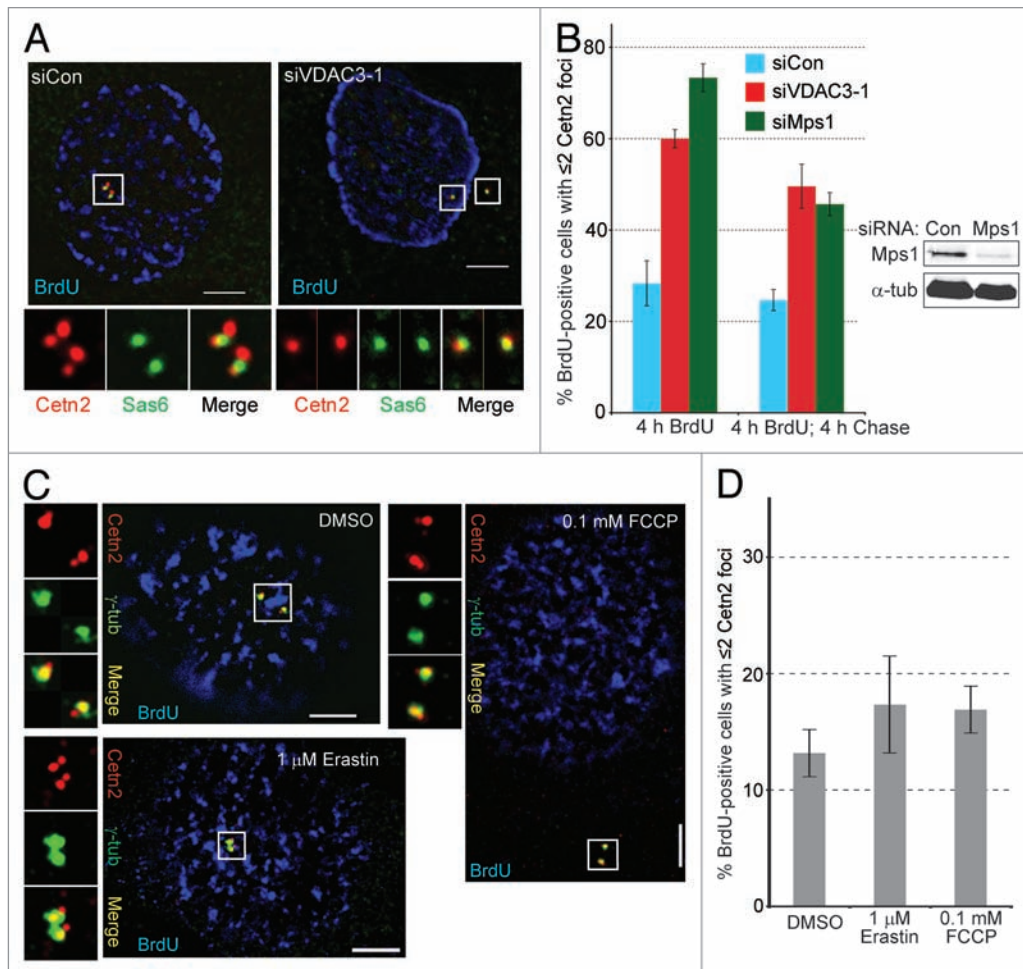 A
siCon
siVDAC3-1
BrdU
Cetn2 Sas6 Merge Cetn2 Sas6 Merge
B
80
60
40
20
0
% BrdU-positive cells with ≤2 Cetn2 foci
siCon
siVDAC3-1
siMps1
4 h BrdU 4 h BrdU; 4 h Chase
siRNA: Con Mps1
Mps1
α-tub
C
Cetn2
γ-tub
Merge
DMSO
BrdU
Cetn2
γ-tub
Merge
0.1 mM FCCP
BrdU
Cetn2
γ-tub
Merge
1 μM Erastin
BrdU
D
30
20
10
0
% BrdU-positive cells with ≤2 Cetn2 foci
DMSO
1 μM
Erastin
0.1 mM
FCCP